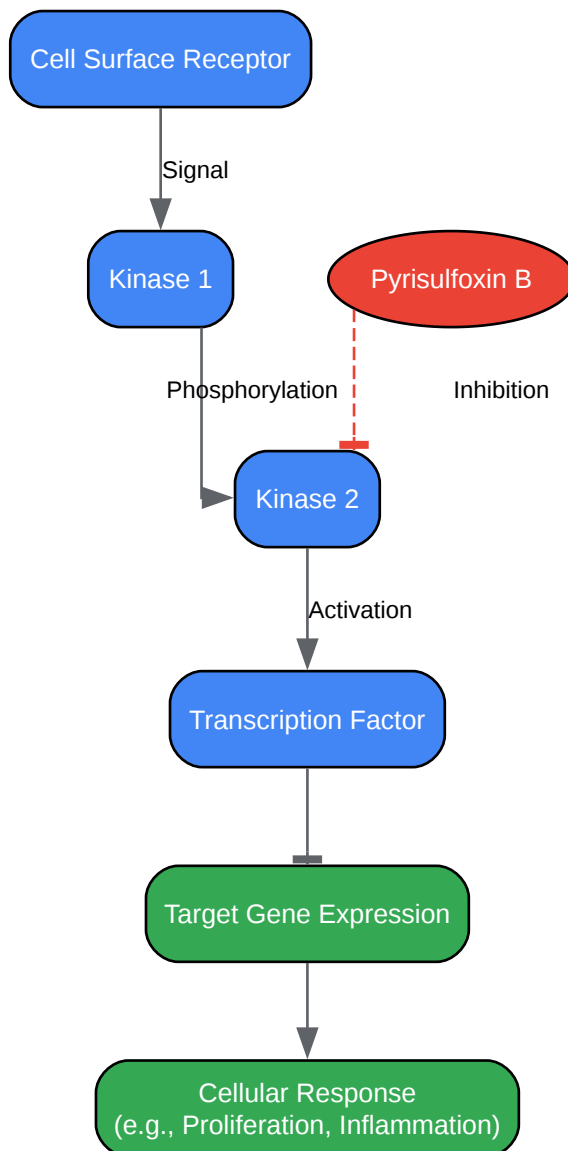 Cell Surface Receptor
Signal
Kinase 1
Pyrisulfoxin B
Phosphorylation
Inhibition
Kinase 2
Activation
Transcription Factor
Target Gene Expression
Cellular Response
(e.g., Proliferation, Inflammation)